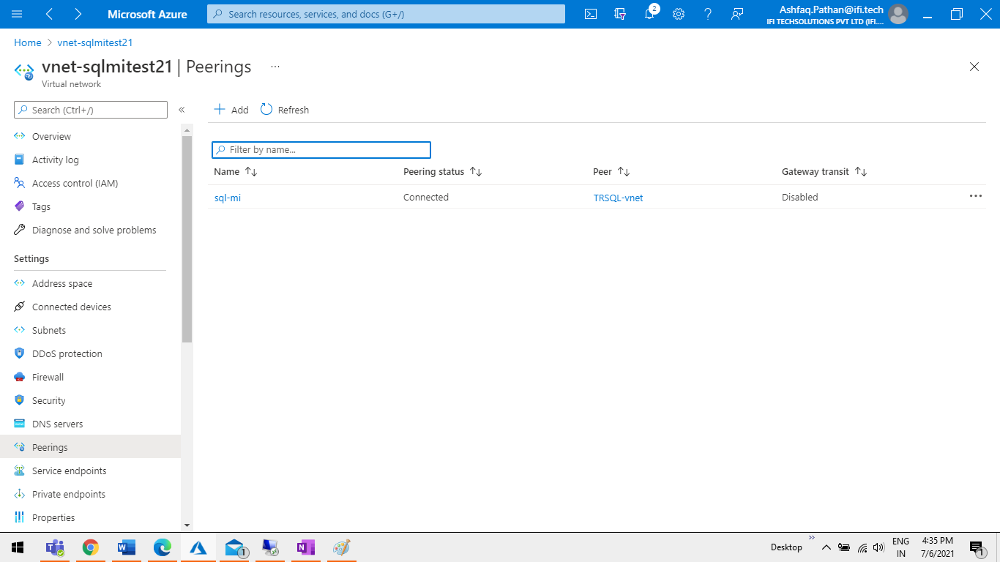 Microsoft Azure
Search resources, services, and docs (G+/)
2
Ashfaq.Pathan@ifi.tech
IFI TECHSOLUTIONS PVT LTD (IFI....
Home > vnet-sqlmitest21
vnet-sqlmitest21 | Peerings ...
Virtual network
Search (Ctrl+/)
«
Overview
Activity log
Access control (IAM)
Tags
Diagnose and solve problems
Settings
Address space
Connected devices
Subnets
DDoS protection
Firewall
Security
DNS servers
Peerings
Service endpoints
Private endpoints
Properties
Add
Refresh
Filter by name...
Name ↑↓ Peering status ↑↓ Peer ↑↓ Gateway transit ↑↓
sql-mi Connected TRSQL-vnet Disabled ...
1
Desktop »
ENG
IN
4:35 PM
7/6/2021
1